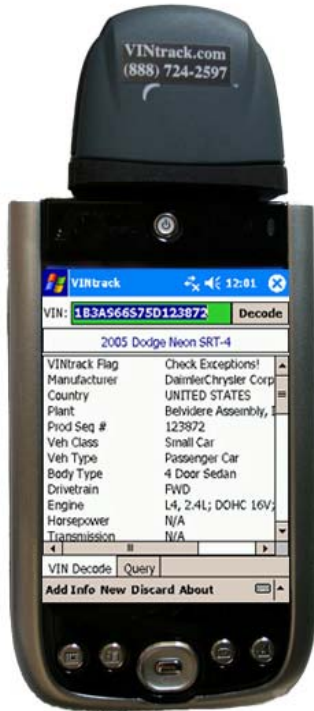 VINtrack.com
(888) 724-2597
VINtrack 12:01
VIN: 1B3AS66S75D123872 Decode
2005 Dodge Neon SRT-4
VINtrack Flag Check Exceptions!
Manufacturer DaimlerChrysler Corp
Country UNITED STATES
Plant Belvidere Assembly, I
Prod Seq # 123872
Veh Class Small Car
Veh Type Passenger Car
Body Type 4 Door Sedan
Drivetrain FWD
Engine L4, 2.4L; DOHC 16V;
Horsepower N/A
Transmission N/A
VIN Decode Query
Add Info New Discard About